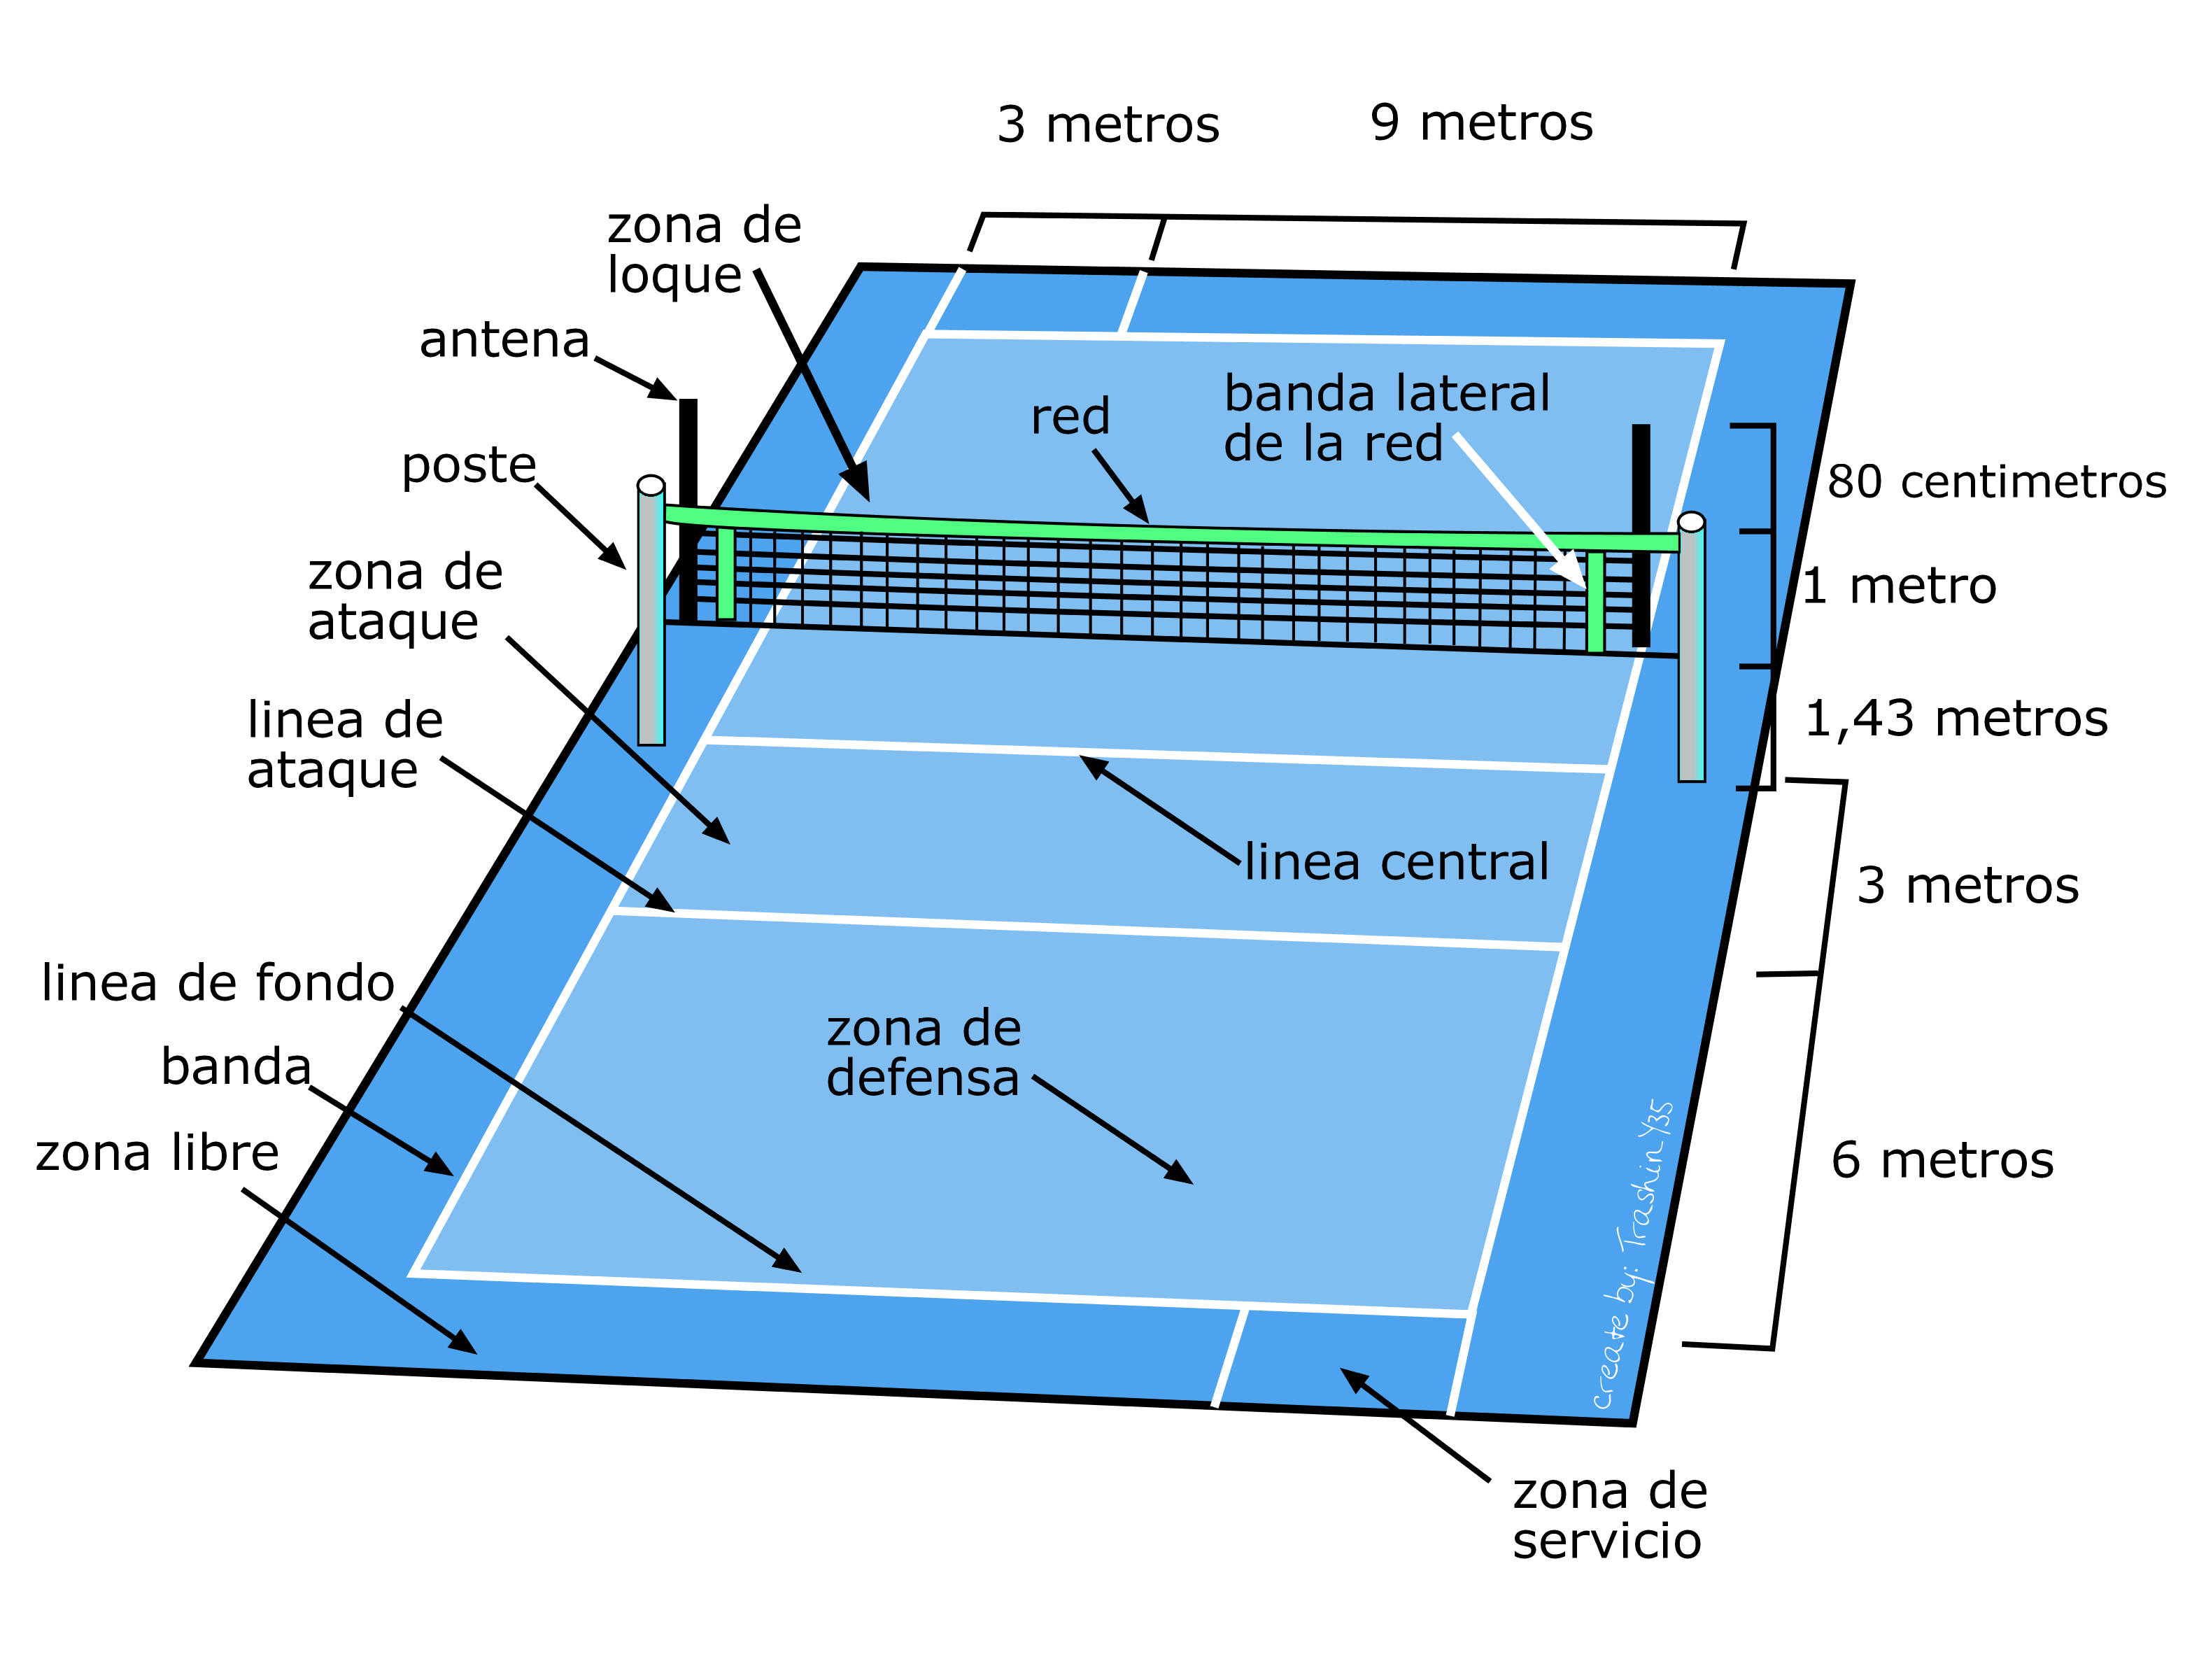 3 metros
9 metros
zona de
loque
antena
banda lateral
de la red
red
poste
80 centimetros
zona de
ataque
1 metro
linea de
ataque
1,43 metros
linea central
3 metros
linea de fondo
zona de
defensa
banda
zona libre
6 metros
Create by: Trashin Y35
zona de
servicio